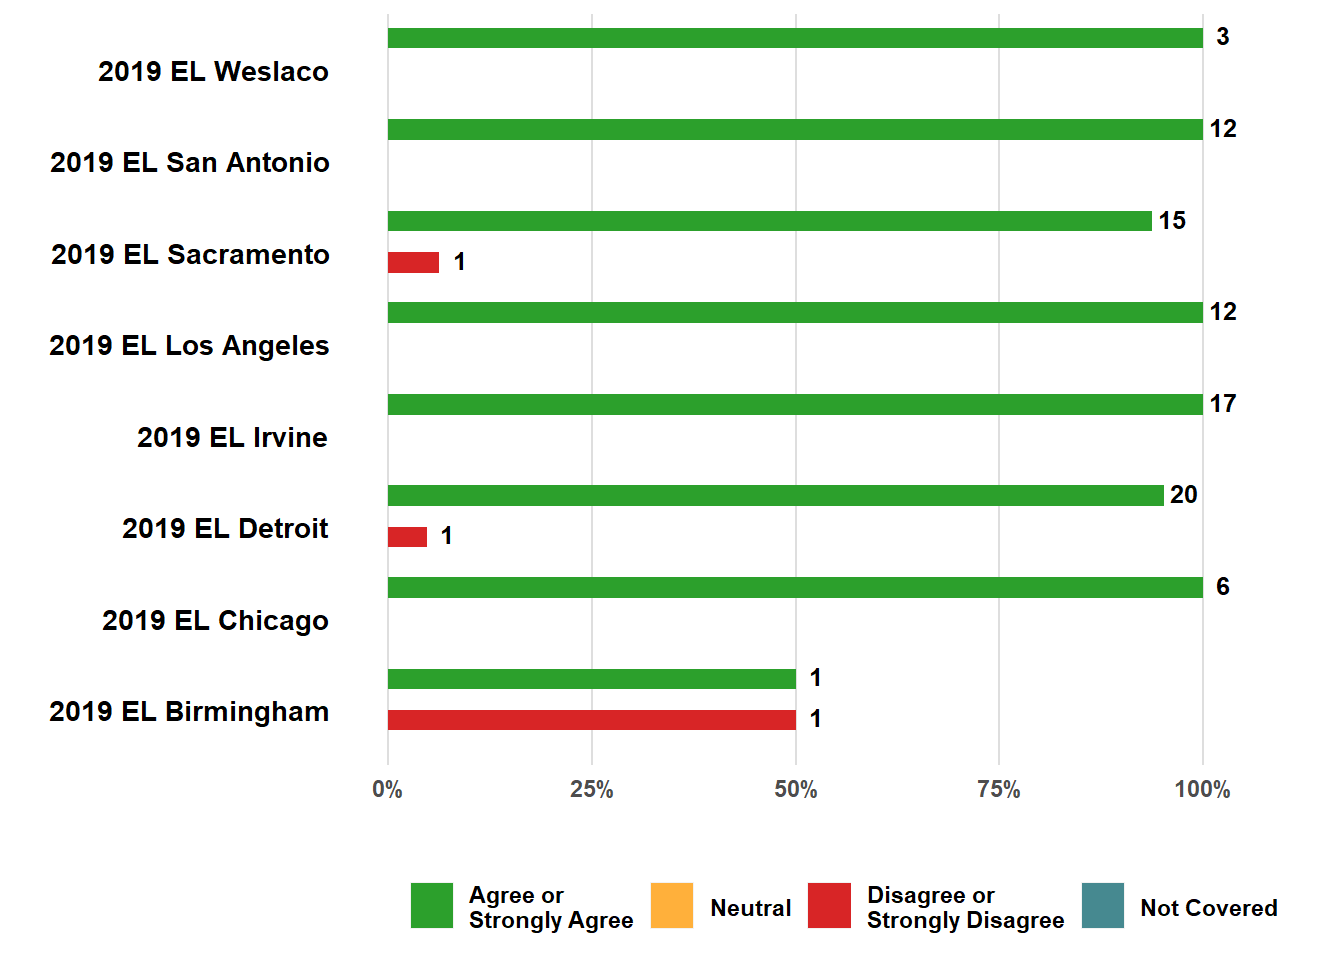 3
2019 EL Weslaco
12
2019 EL San Antonio
15
2019 EL Sacramento
1
12
2019 EL Los Angeles
17
2019 EL Irvine
20
2019 EL Detroit
1
6
2019 EL Chicago
1
2019 EL Birmingham
1
0% 25% 50% 75% 100%
Agree or
Strongly Agree
Neutral
Disagree or
Strongly Disagree
Not Covered